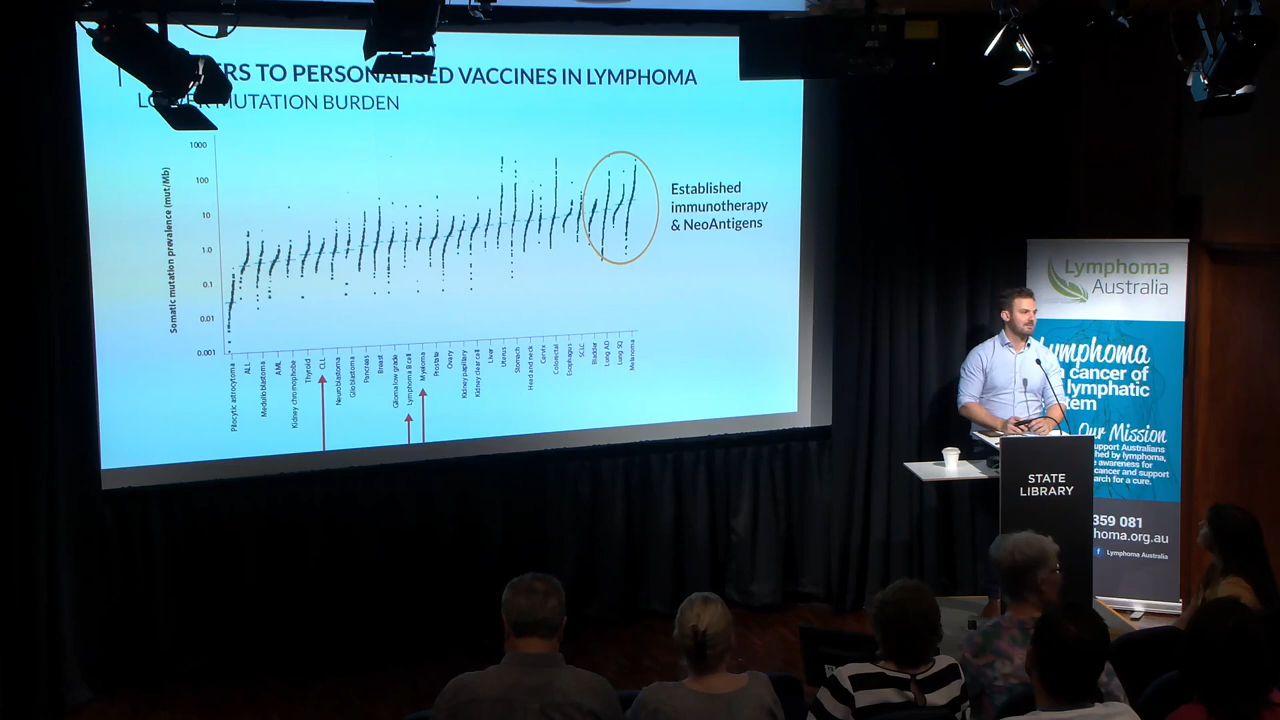 ERS TO PERSONALISED VACCINES IN LYMPHOMA
LOWER MUTATION BURDEN
Somatic mutation prevalence (mut/Mb)
1000
100
10
1.0
0.1
0.01
0.001
Pilocytic astrocytoma
ALL
Medulloblastoma
AML
Kidney chromophobe
Thyroid
CLL
Neuroblastoma
Glioblastoma
Pancreas
Breast
Glioma low grade
Lymphoma B cell
Myeloma
Prostate
Ovary
Kidney papillary
Kidney clear cell
Liver
Uterus
Stomach
Head and neck
Cervix
Colorectal
Esophagus
SCLC
Bladder
Lung AD
Lung SQ
Melanoma
Established
immunotherapy
& NeoAntigens
Lymphoma
Australia
Lymphoma
a cancer of
lymphatic
tem
Our Mission
upport Australians
hed by lymphoma,
e awareness for
cancer and support
arch for a cure.
359 081
homa.org.au
f Lymphoma Australia
STATE
LIBRARY